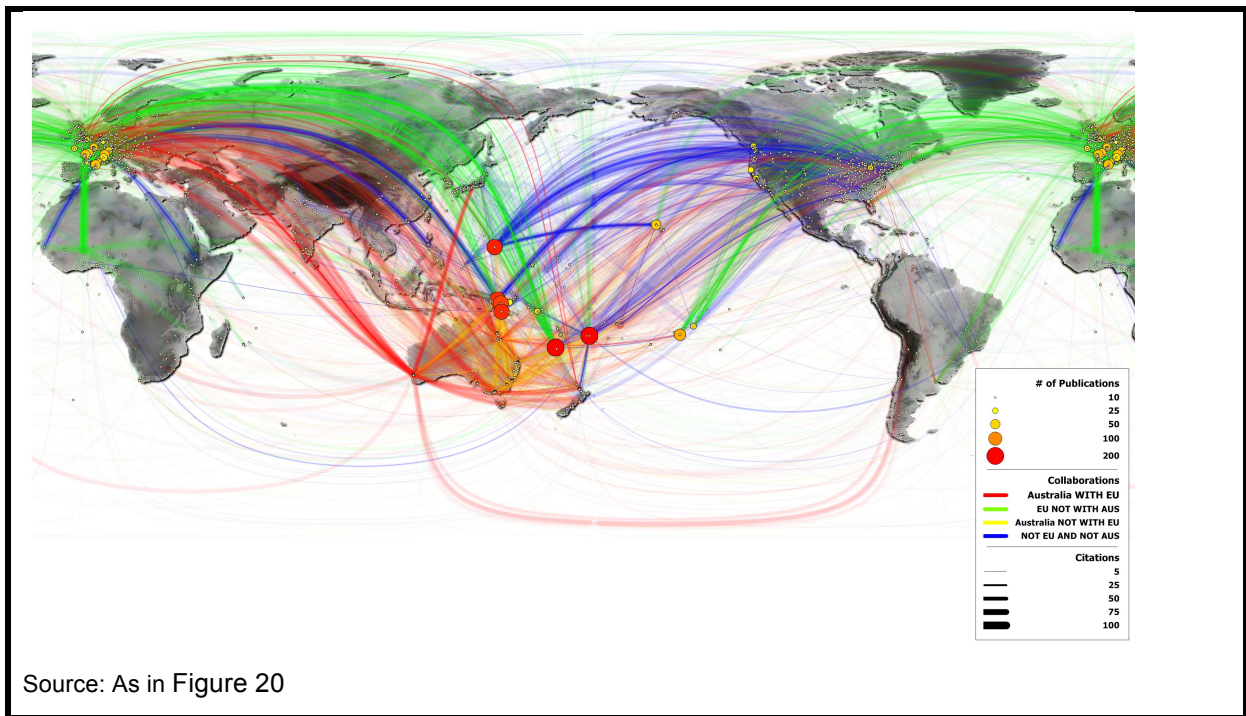 # of Publications
10
25
50
100
200
Collaborations
Australia WITH EU
EU NOT WITH AUS
Australia NOT WITH EU
NOT EU AND NOT AUS
Citations
5
25
50
75
100
Source: As in Figure 20